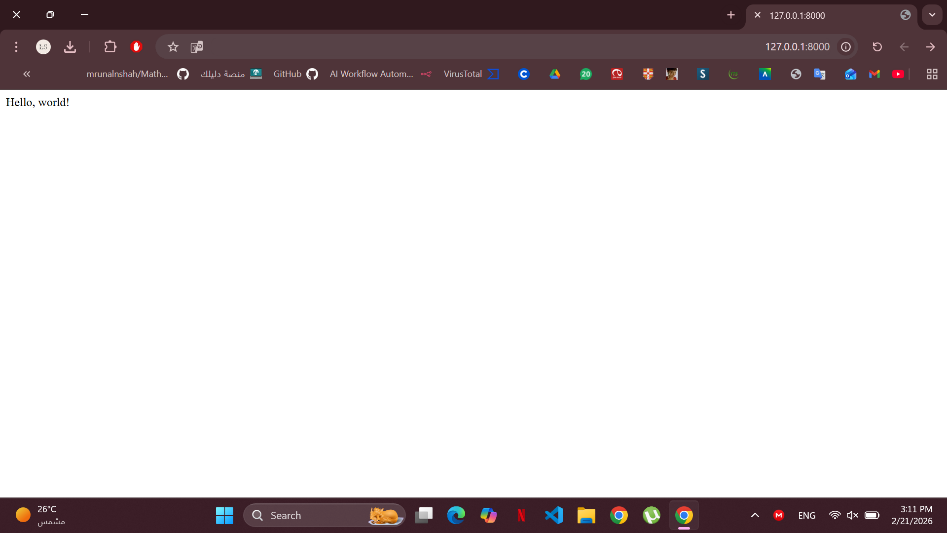 127.0.0.1:8000
127.0.0.1:8000
mrunalnshah/Math...
منصة دليلك
GitHub
AI Workflow Autom...
VirusTotal
20
Hello, world!
26°C
مشمس
Search
ENG
3:11 PM
2/21/2026